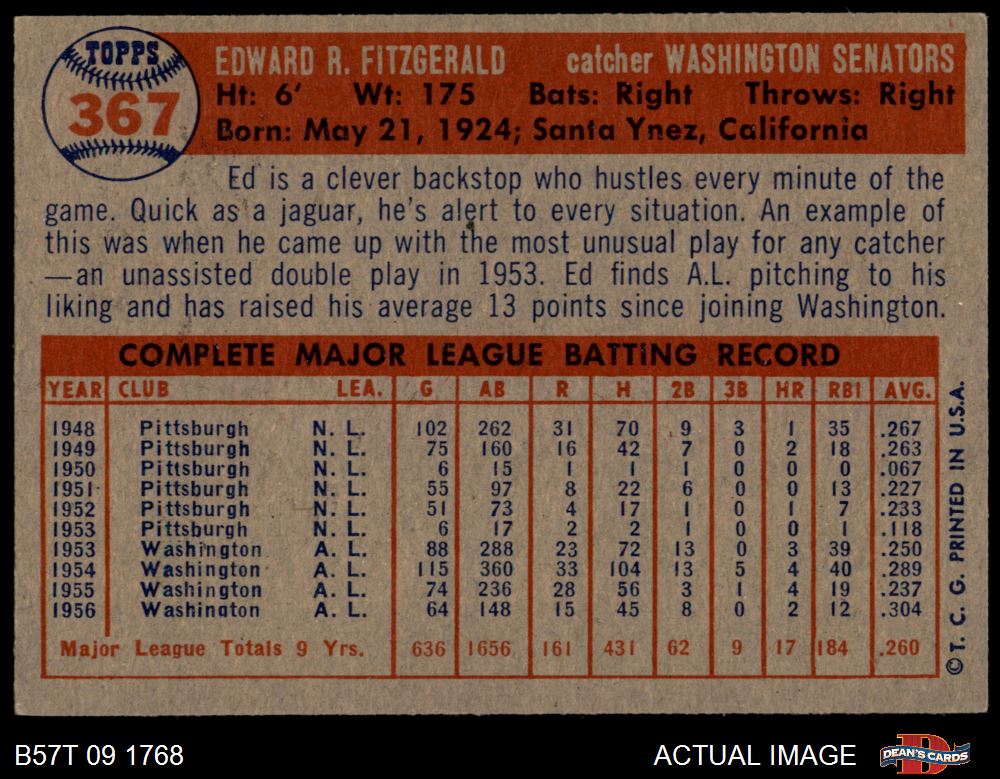 TOPPS
367
EDWARD R. FITZGERALD catcher WASHINGTON SENATORS
Ht: 6' Wt: 175 Bats: Right Throws: Right
Born: May 21, 1924; Santa Ynez, California
Ed is a clever backstop who hustles every minute of the
game. Quick as a jaguar, he's alert to every situation. An example of
this was when he came up with the most unusual play for any catcher
—an unassisted double play in 1953. Ed finds A.L. pitching to his
liking and has raised his average 13 points since joining Washington.
COMPLETE MAJOR LEAGUE BATTING RECORD
YEAR CLUB LEA. G AB R H 2B 3B HR RBI AVG.
1948 Pittsburgh N. L. 102 262 31 70 9 3 1 35 .267
1949 Pittsburgh N. L. 75 160 16 42 7 0 2 18 .263
1950 Pittsburgh N. L. 6 15 1 1 1 0 0 0 .067
1951 Pittsburgh N. L. 55 97 8 22 6 0 0 13 .227
1952 Pittsburgh N. L. 51 73 4 17 1 0 1 7 .233
1953 Pittsburgh N. L. 6 17 2 2 1 0 0 1 .118
1953 Washington A. L. 88 288 23 72 13 0 3 39 .250
1954 Washington A. L. 115 360 33 104 13 5 4 40 .289
1955 Washington A. L. 74 236 28 56 3 1 4 19 .237
1956 Washington A. L. 64 148 15 45 8 0 2 12 .304
Major League Totals 9 Yrs. 636 1656 161 431 62 9 17 184 .260
©T. C. G. PRINTED IN U.S.A.
B57T 09 1768 ACTUAL IMAGE DEAN'S CARDS